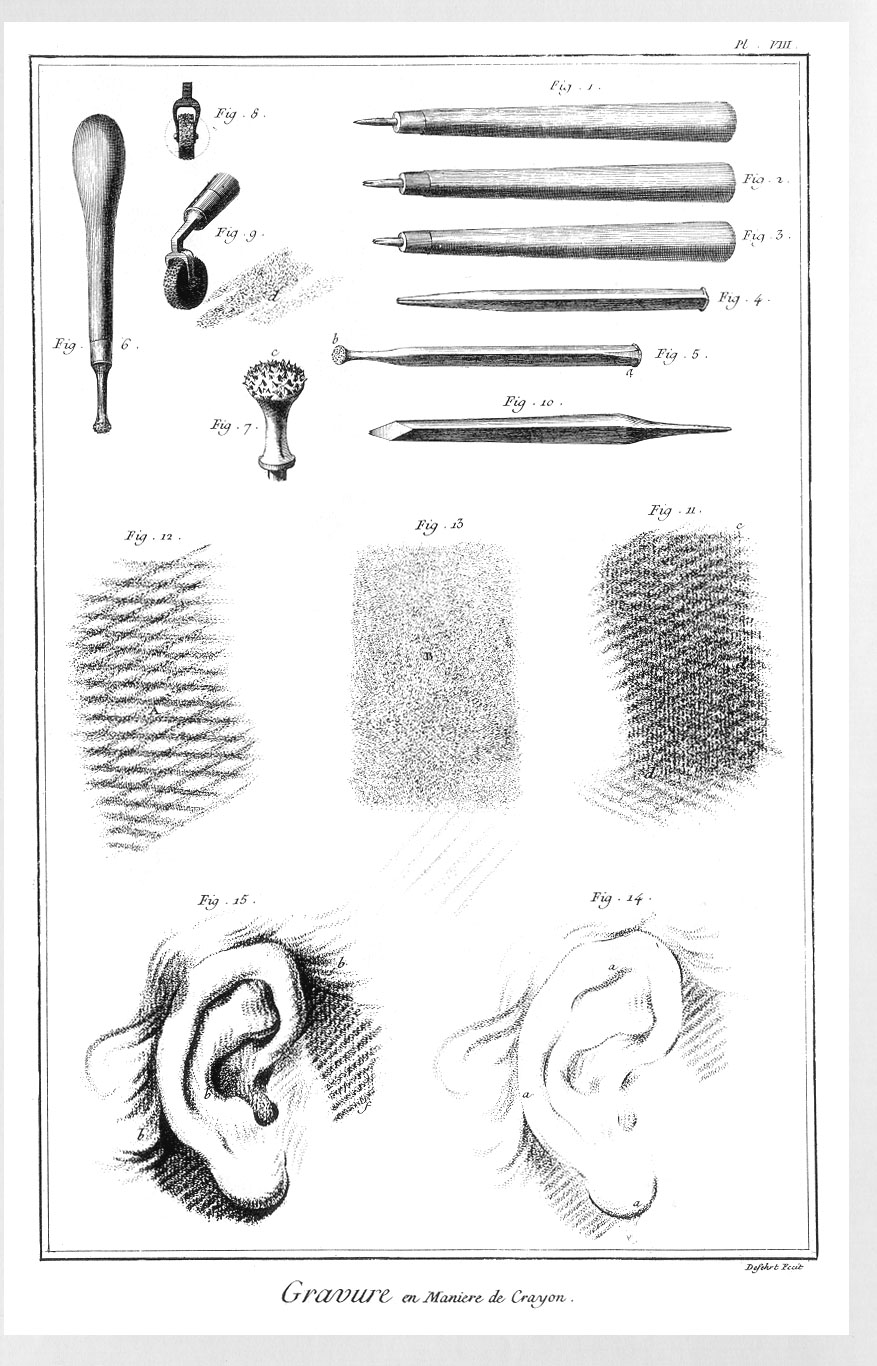 Pl. VIII.
Fig. 1.
Fig. 8.
Fig. 2.
Fig. 9.
Fig. 3.
d
Fig. 4.
Fig. 6.
b
Fig. 5.
a
c
Fig. 7.
Fig. 10.
Fig. 12.
Fig. 13
Fig. 11.
c
B
A
d
Fig. 15.
Fig. 14.
b
a
b
a
b
a
Defehrt Fecit
Gravure en Maniere de Crayon.